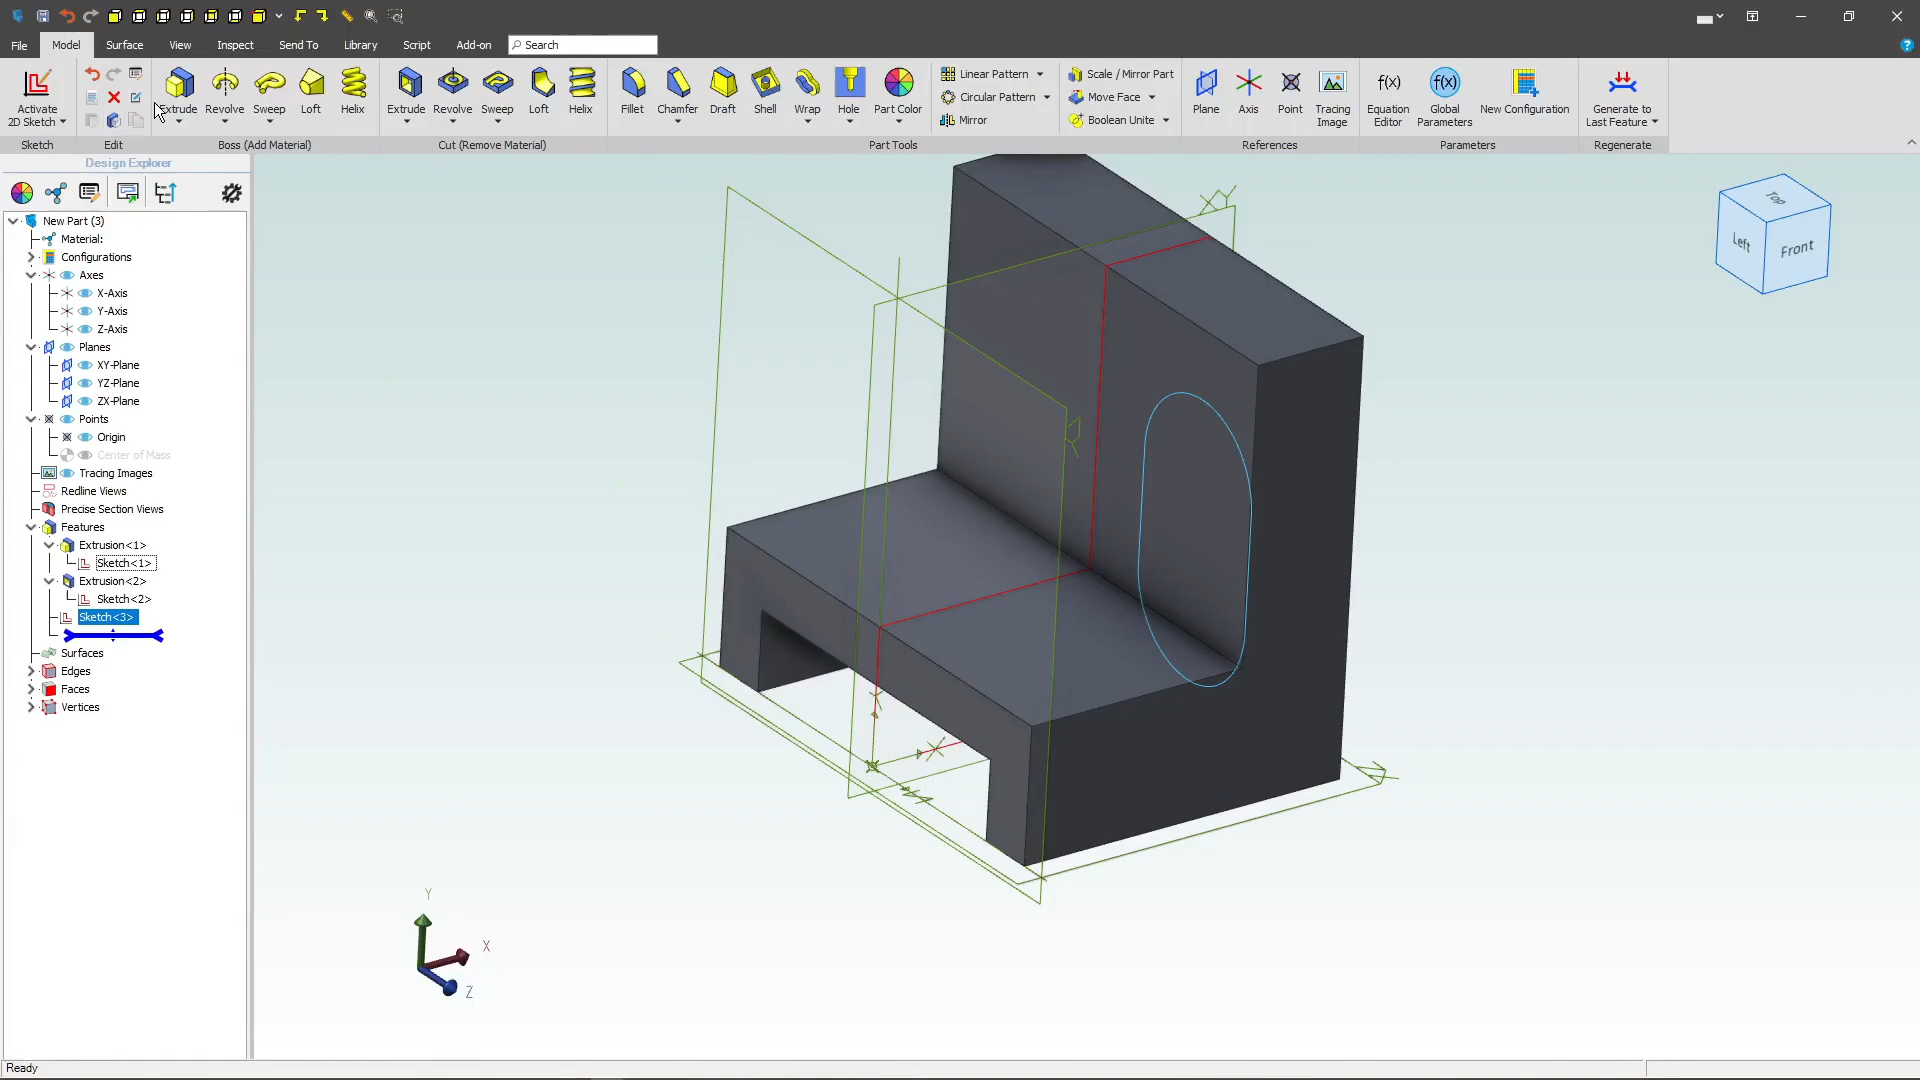 File Model Surface View Inspect Send To Library Script Add-on Search
Activate
2D Sketch
Extrude Revolve Sweep Loft Helix
Extrude Revolve Sweep Loft Helix
Fillet Chamfer Draft Shell Wrap Hole Part Color
Linear Pattern
Circular Pattern
Mirror
Scale / Mirror Part
Move Face
Boolean Unite
Plane Axis Point Tracing
Image
f(x) Equation
Editor
f(x) Global
Parameters
New Configuration
Generate to
Last Feature
Sketch Edit Boss (Add Material) Cut (Remove Material) Part Tools References Parameters Regenerate
Design Explorer
New Part (3)
Material:
Configurations
Axes
X-Axis
Y-Axis
Z-Axis
Planes
XY-Plane
YZ-Plane
ZX-Plane
Points
Origin
Center of Mass
Tracing Images
Redline Views
Precise Section Views
Features
Extrusion<1>
Sketch<1>
Extrusion<2>
Sketch<2>
Sketch<3>
Surfaces
Edges
Faces
Vertices
Top
Left Front
Y
X
Z
Ready